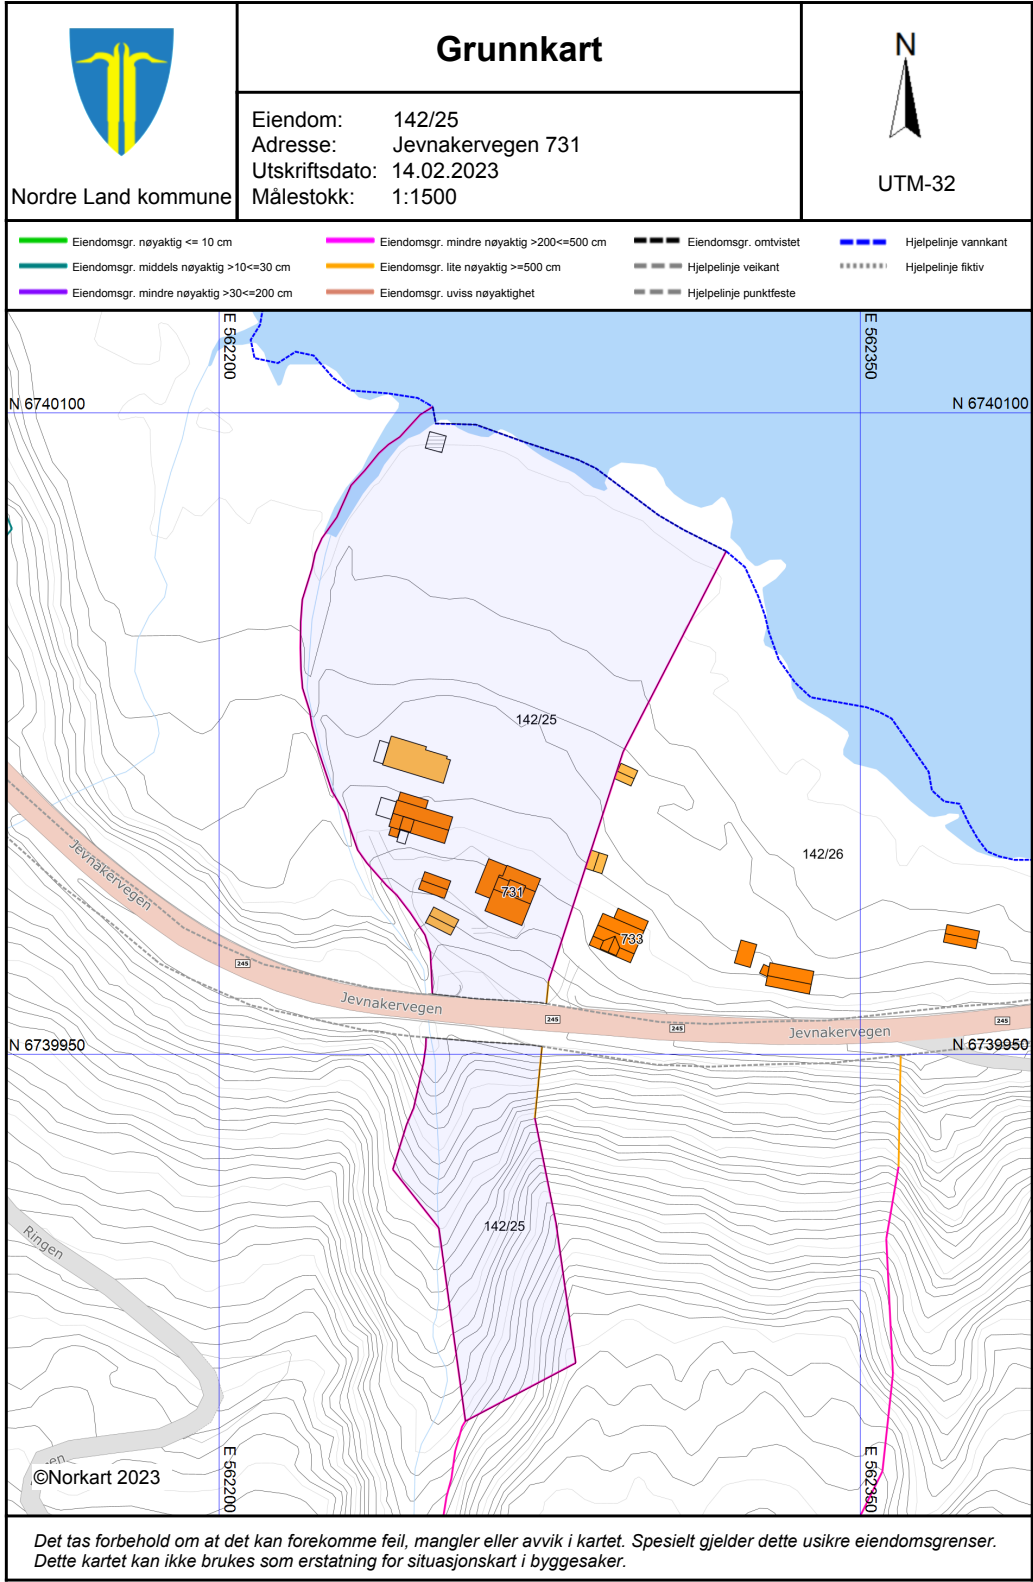 Grunnkart
N
Eiendom: 142/25
Adresse: Jevnakervegen 731
Utskriftsdato: 14.02.2023
Målestokk: 1:1500
Nordre Land kommune
UTM-32
Eiendomsgr. nøyaktig <= 10 cm
Eiendomsgr. middels nøyaktig >10<=30 cm
Eiendomsgr. mindre nøyaktig >30<=200 cm
Eiendomsgr. mindre nøyaktig >200<=500 cm
Eiendomsgr. lite nøyaktig >=500 cm
Eiendomsgr. uviss nøyaktighet
Eiendomsgr. omtvistet
Hjelpelinje veikant
Hjelpelinje punktfeste
Hjelpelinje vannkant
Hjelpelinje fiktiv
E 562200
E 562350
N 6740100
N 6740100
142/25
142/26
Jevnakervegen
731
733
245
Jevnakervegen
245
245
Jevnakervegen
245
N 6739950
N 6739950
142/25
Ringen
E 562200
E 562350
©Norkart 2023
Det tas forbehold om at det kan forekomme feil, mangler eller avvik i kartet. Spesielt gjelder dette usikre eiendomsgrenser.
Dette kartet kan ikke brukes som erstatning for situasjonskart i byggesaker.